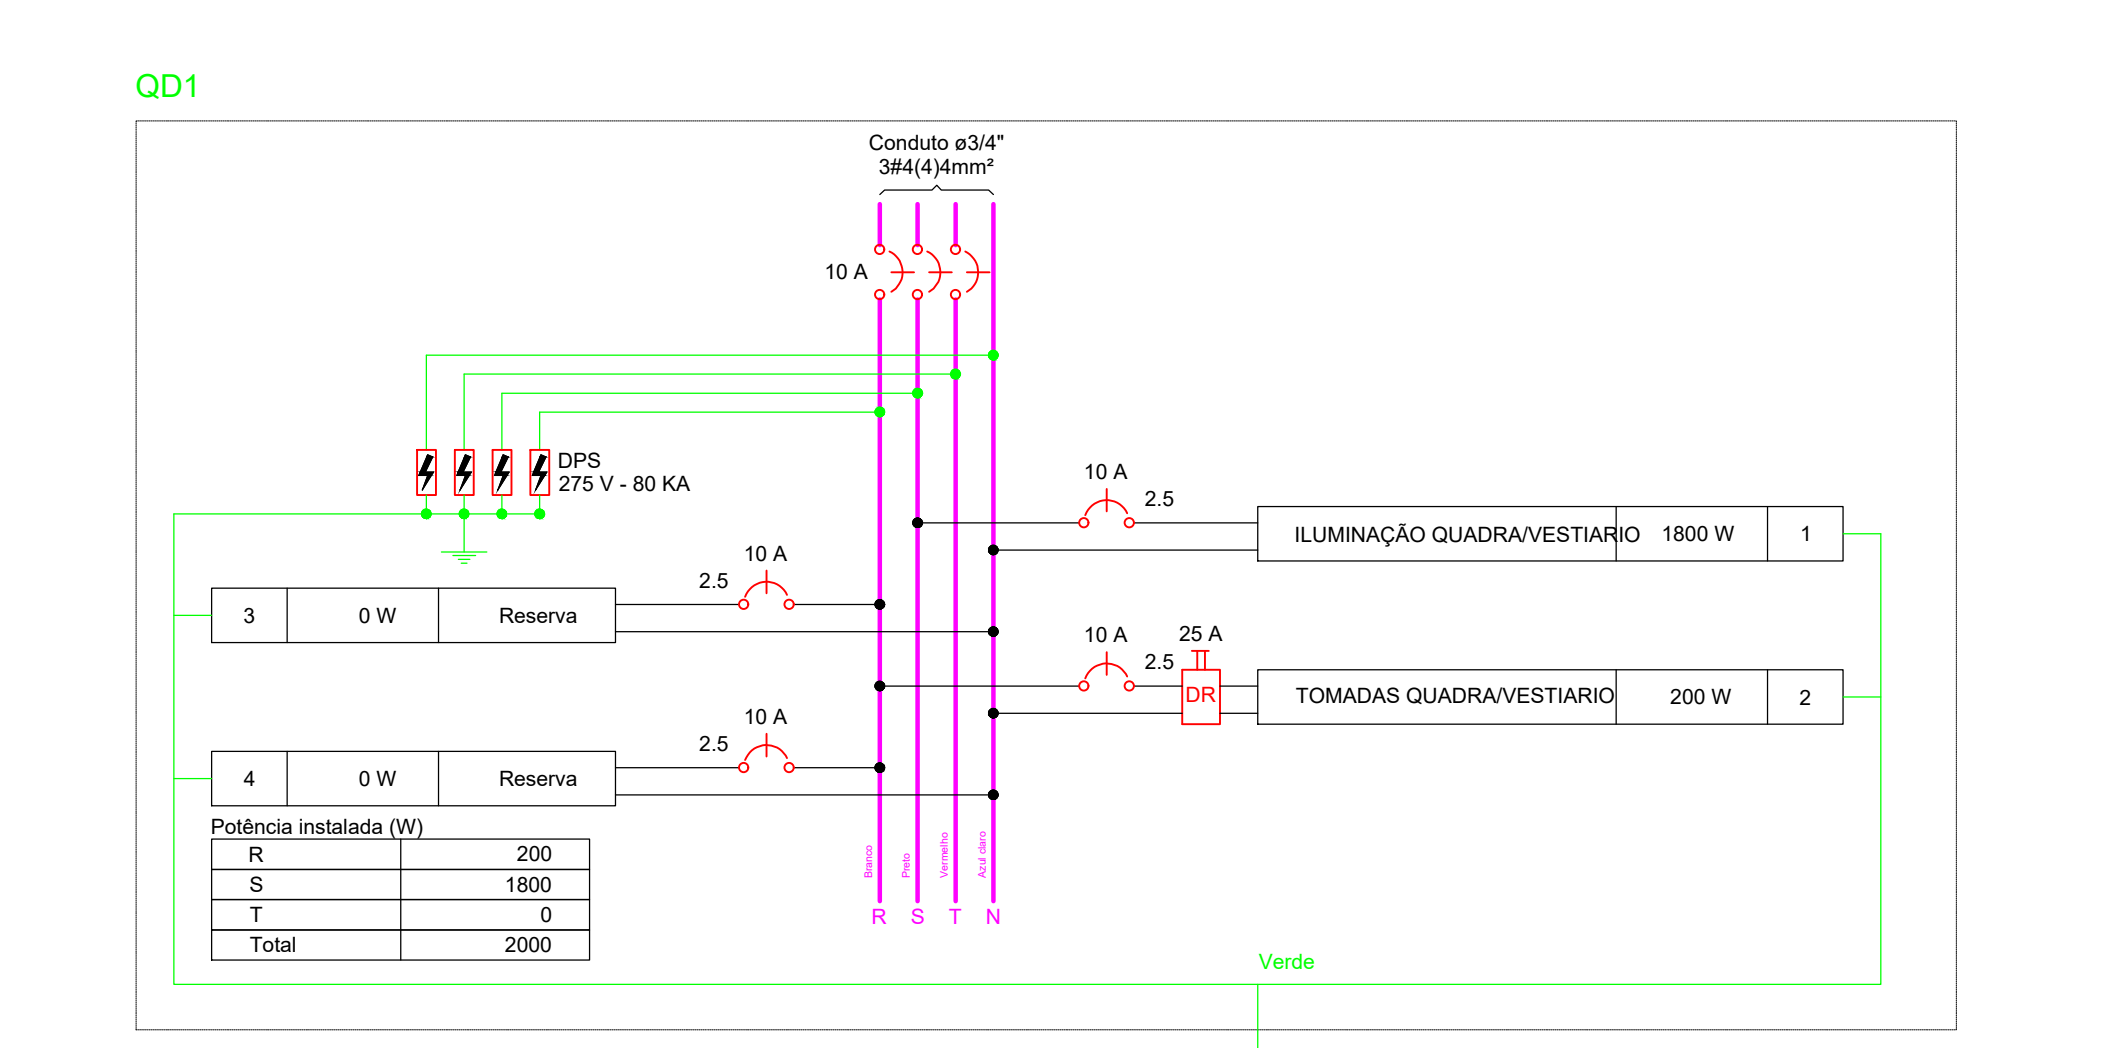 QD1
Conduto ø3/4"
3#4(4)4mm²
10 A
DPS
275 V - 80 KA
10 A
2.5
ILUMINAÇÃO QUADRA/VESTIARIO 1800 W 1
10 A
2.5
3 0 W Reserva
10 A 25 A
2.5
DR
TOMADAS QUADRA/VESTIARIO 200 W 2
10 A
2.5
4 0 W Reserva
Potência instalada (W)
R 200
S 1800
T 0
Total 2000
Branco
Preto
Vermelho
Azul claro
R S T N
Verde